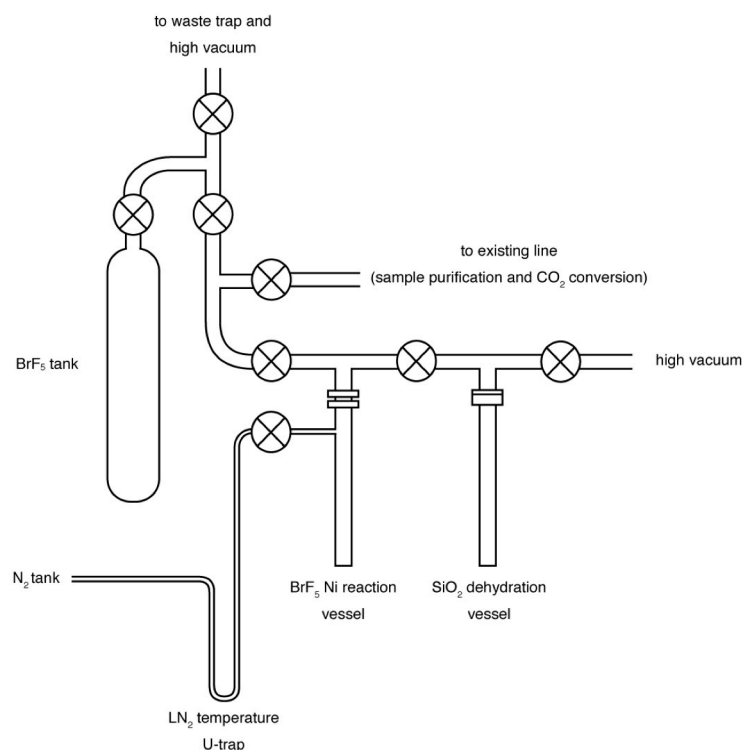 to waste trap and
high vacuum
to existing line
(sample purification and CO₂ conversion)
BrF₅ tank
high vacuum
N₂ tank
BrF₅ Ni reaction
vessel
SiO₂ dehydration
vessel
LN₂ temperature
U-trap